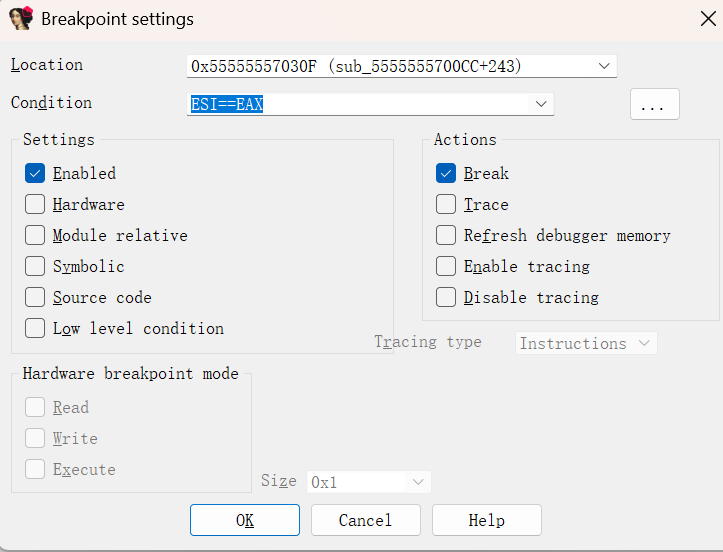 Breakpoint settings
Location
0x55555557030F (sub_5555555700CC+243)
Condition
ESI==EAX
...
Settings
Enabled
Hardware
Module relative
Symbolic
Source code
Low level condition
Actions
Break
Trace
Refresh debugger memory
Enable tracing
Disable tracing
Tracing type
Instructions
Hardware breakpoint mode
Read
Write
Execute
Size
0x1
OK
Cancel
Help